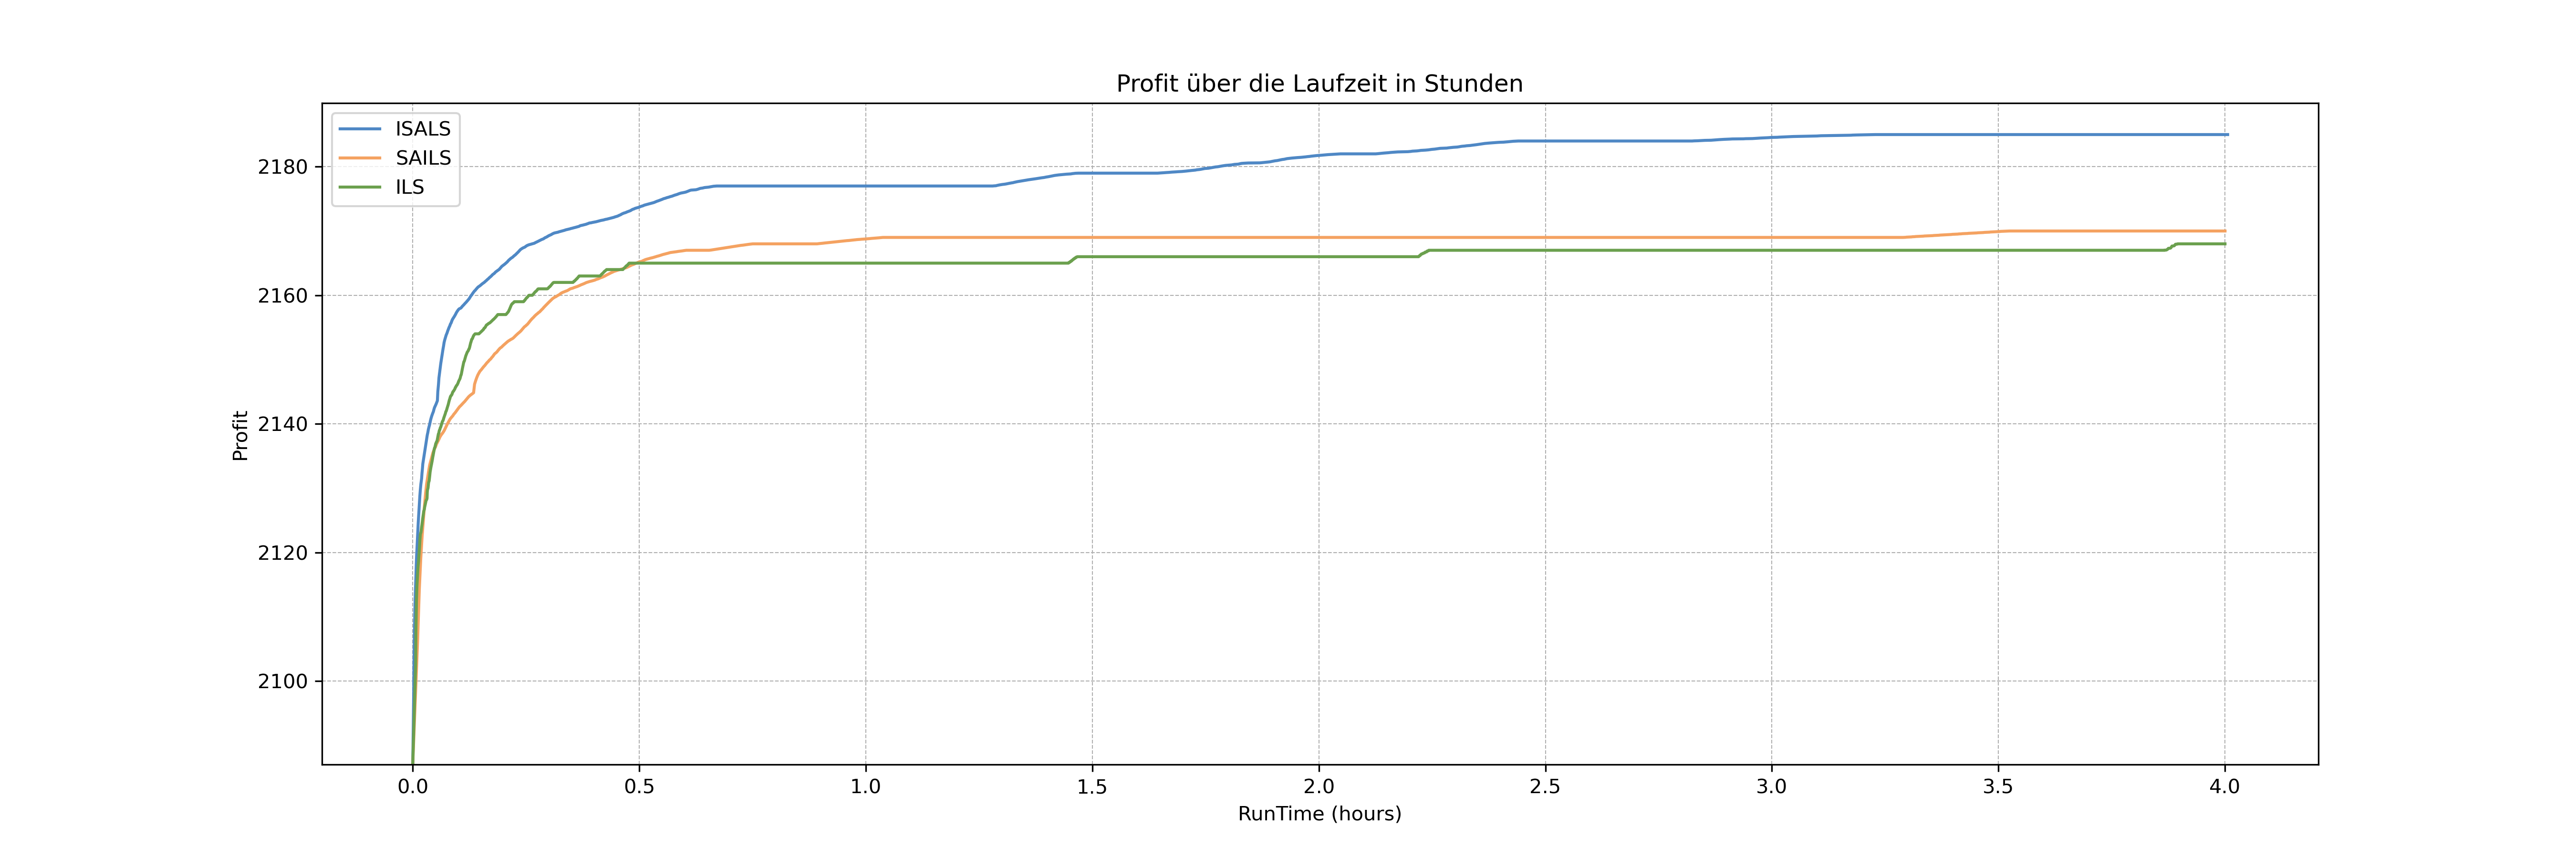 Profit über die Laufzeit in Stunden
ISALS
SAILS
ILS
Profit
2180
2160
2140
2120
2100
0.0 0.5 1.0 1.5 2.0 2.5 3.0 3.5 4.0
RunTime (hours)